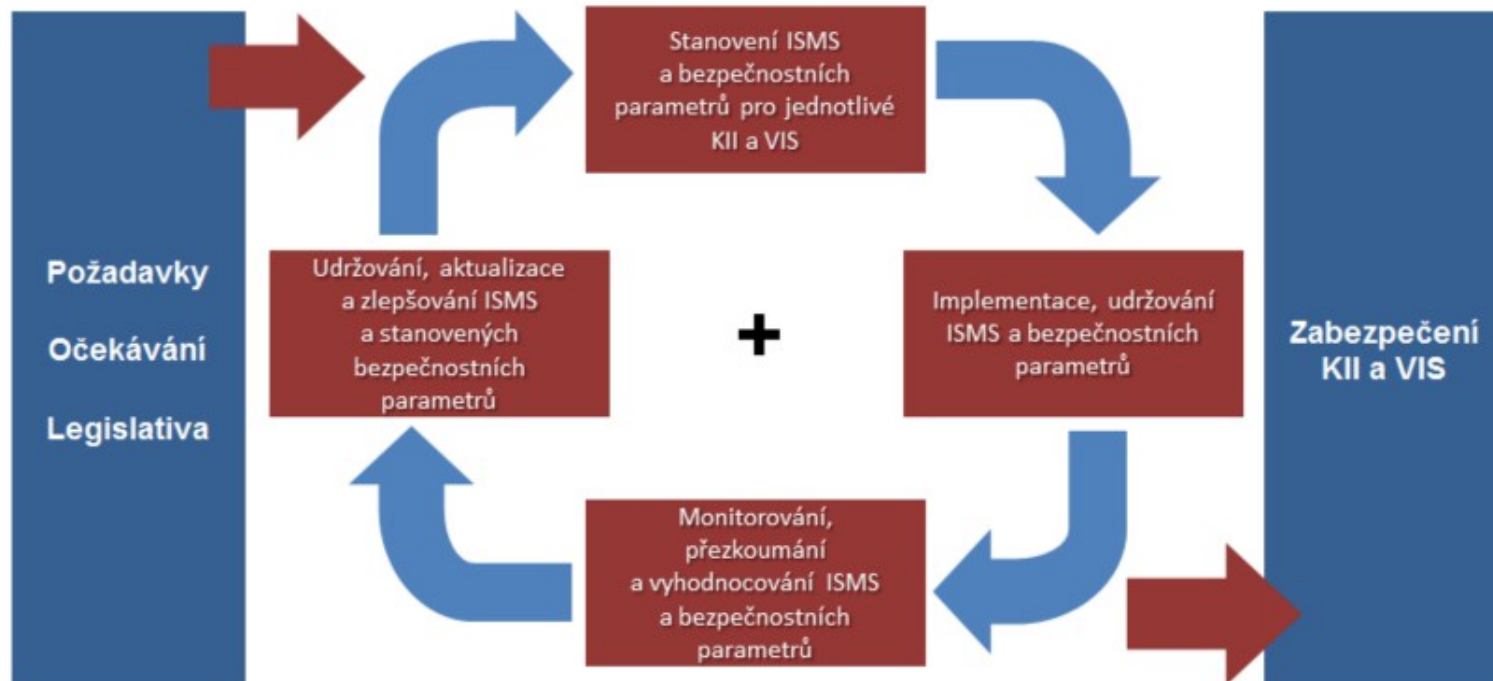 Požadavky
Očekávání
Legislativa
Stanovení ISMS
a bezpečnostních
parametrů pro jednotlivé
KII a VIS
Udržování, aktualizace
a zlepšování ISMS
a stanovených
bezpečnostních
parametrů
+
Implementace, udržování
ISMS a bezpečnostních
parametrů
Monitorování,
přezkoumání
a vyhodnocování ISMS
a bezpečnostních
parametrů
Zabezpečení
KII a VIS